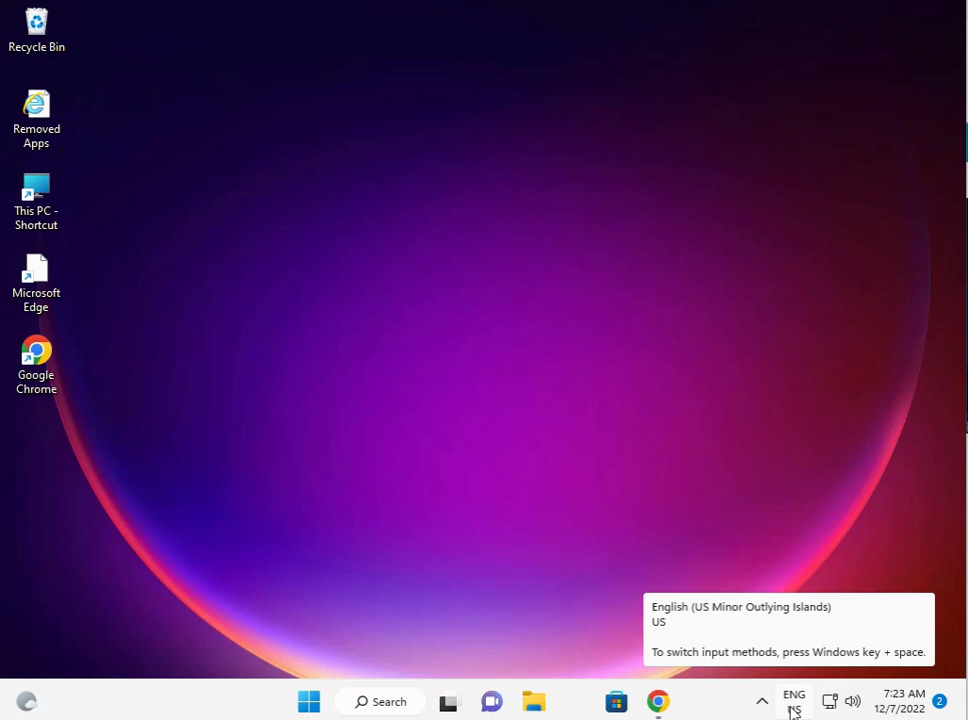 Recycle Bin
Removed
Apps
This PC -
Shortcut
Microsoft
Edge
Google
Chrome
English (US Minor Outlying Islands)
US
To switch input methods, press Windows key + space.
Search
ENG
US
7:23 AM
12/7/2022
2